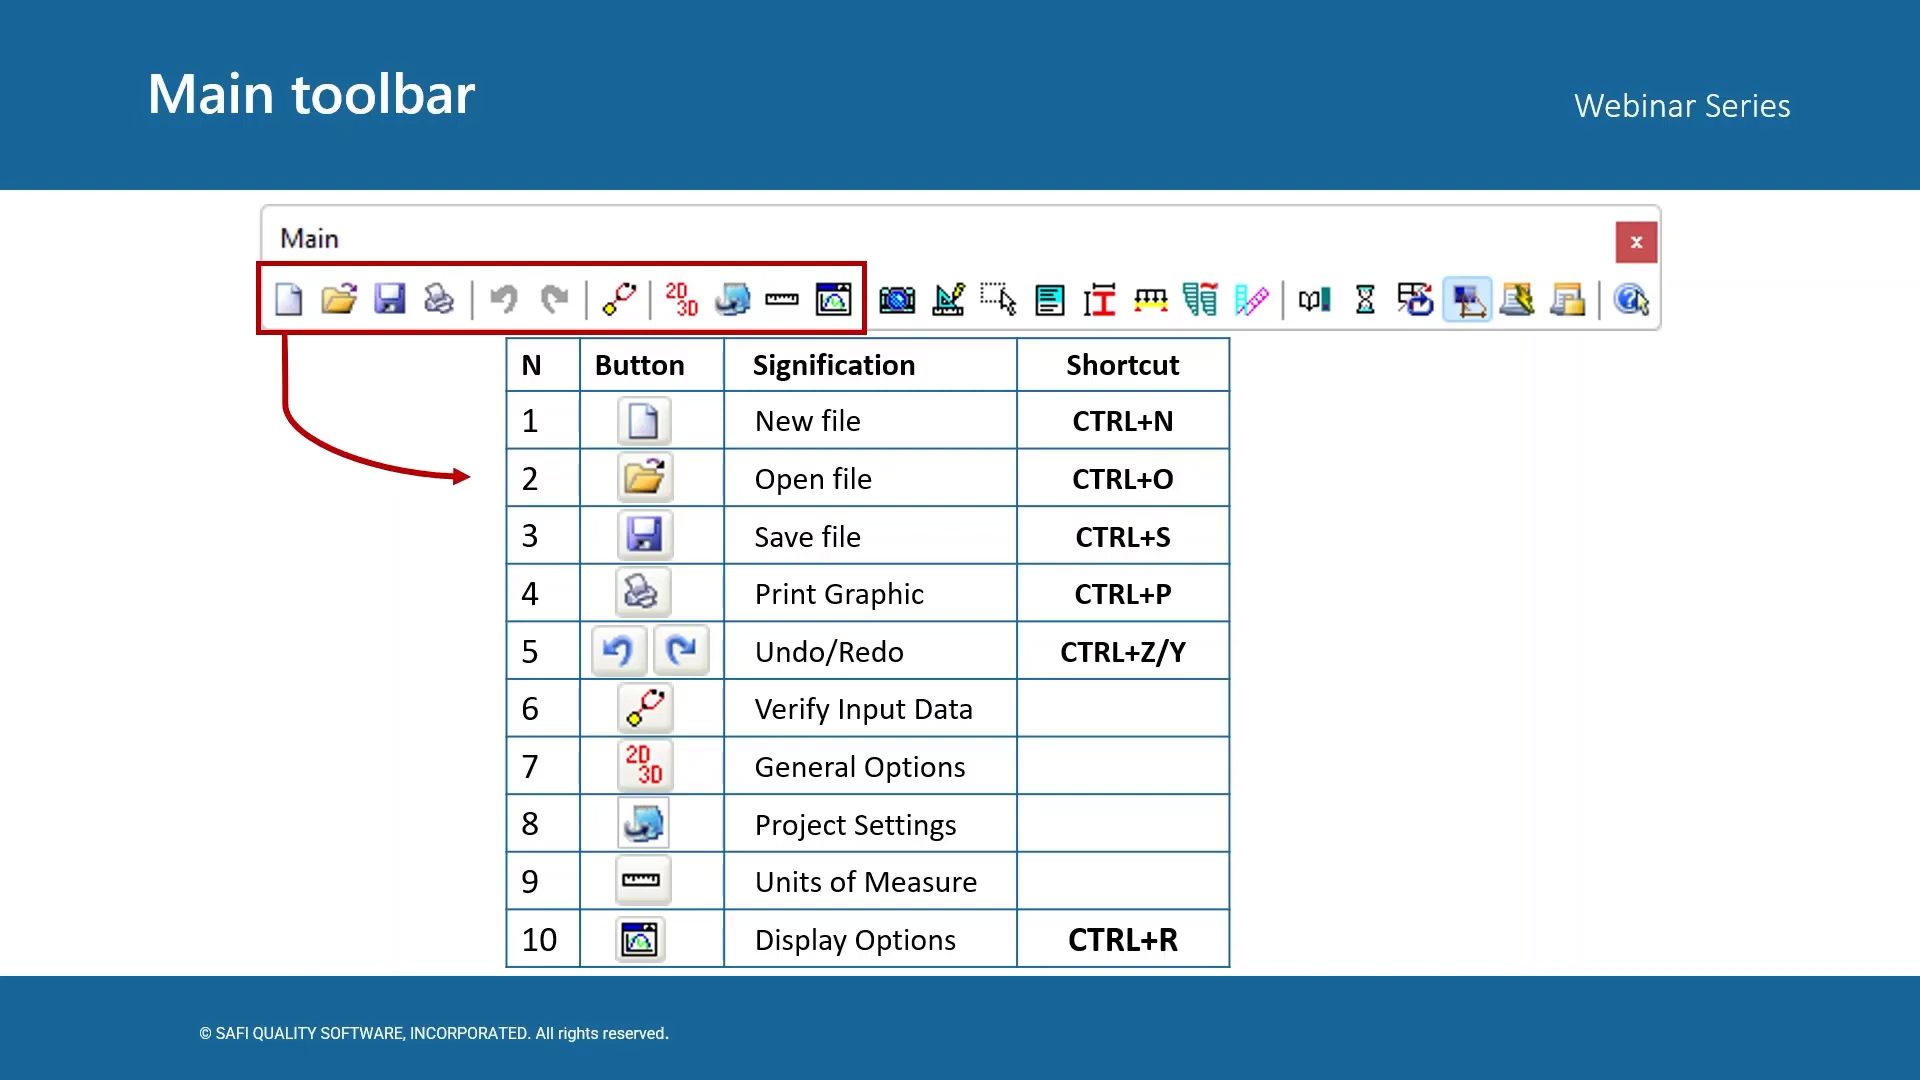 Main toolbar
Webinar Series
Main
x
2D
3D
N Button Signification Shortcut
1 New file CTRL+N
2 Open file CTRL+O
3 Save file CTRL+S
4 Print Graphic CTRL+P
5 Undo/Redo CTRL+Z/Y
6 Verify Input Data
7 2D 3D General Options
8 Project Settings
9 Units of Measure
10 Display Options CTRL+R
© SAFI QUALITY SOFTWARE, INCORPORATED. All rights reserved.